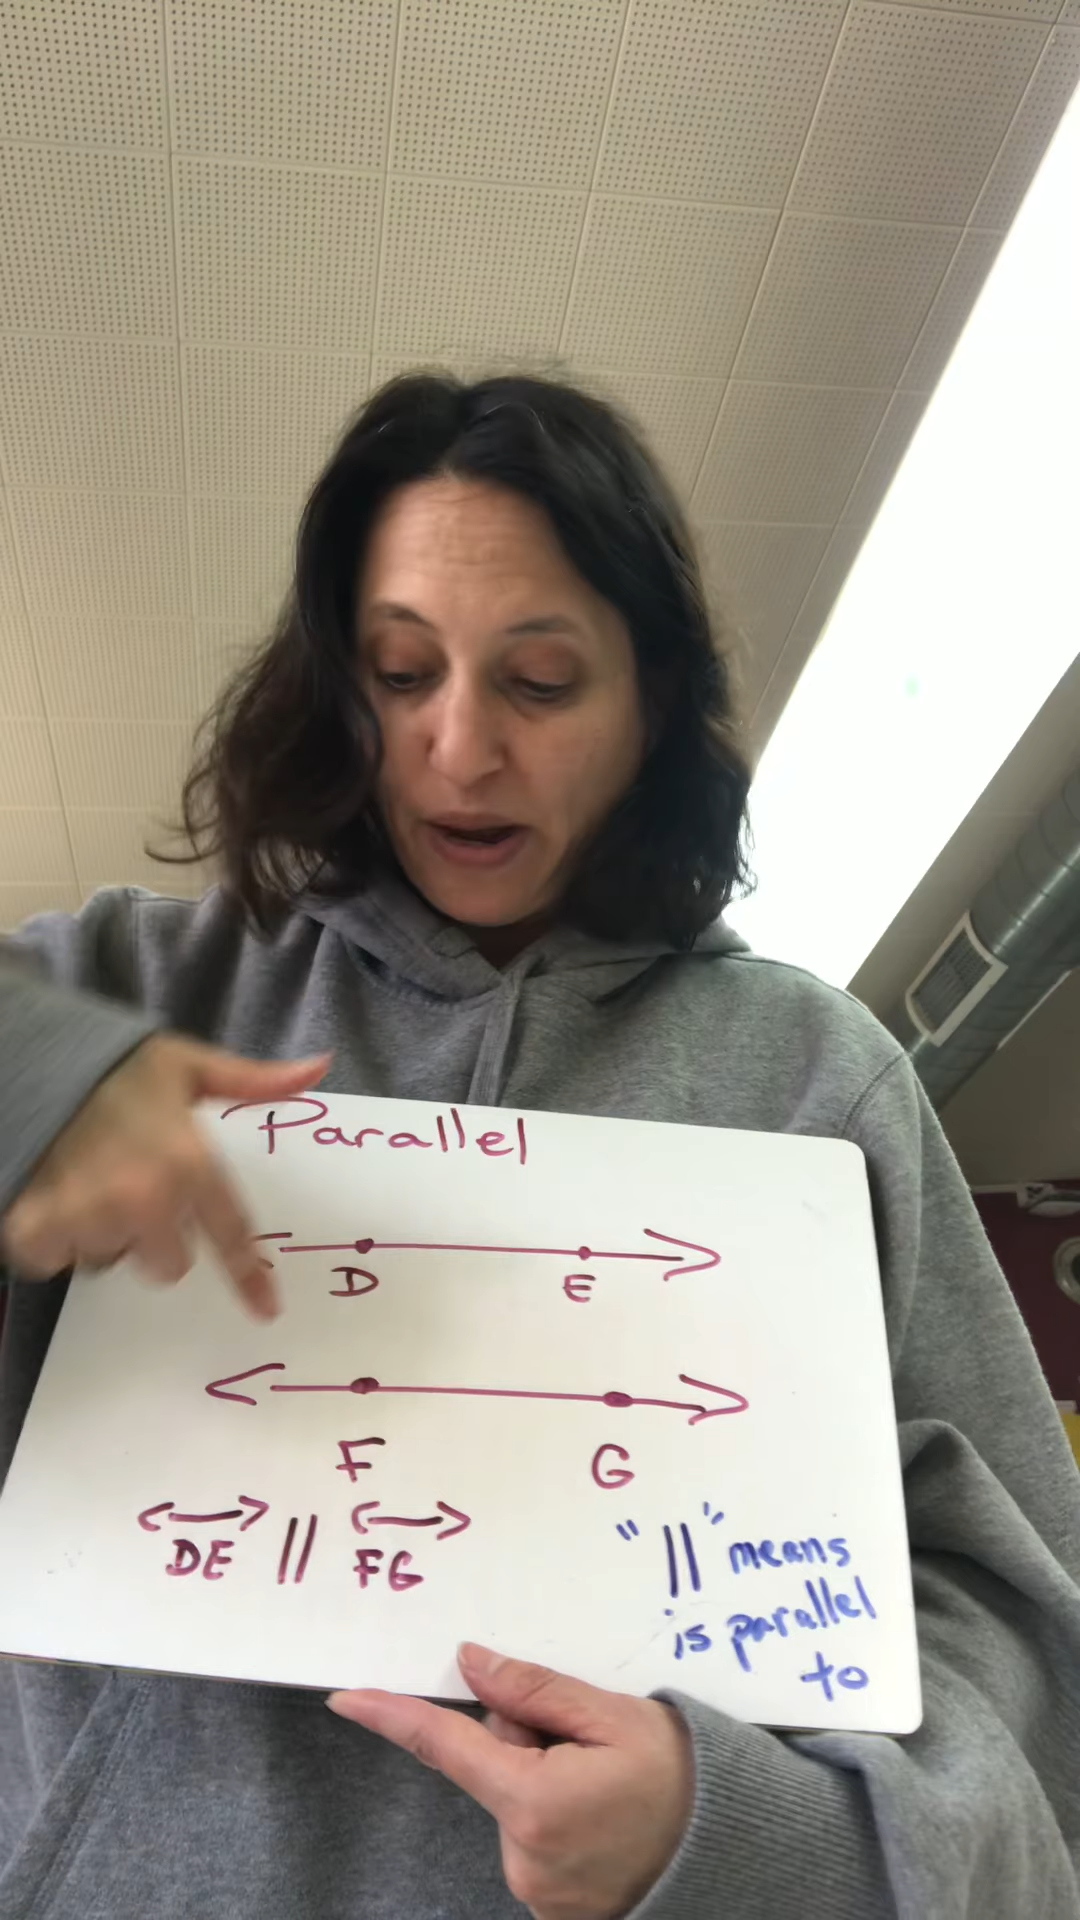 Parallel
D E
F G
DE || FG
"||" means
is parallel
to